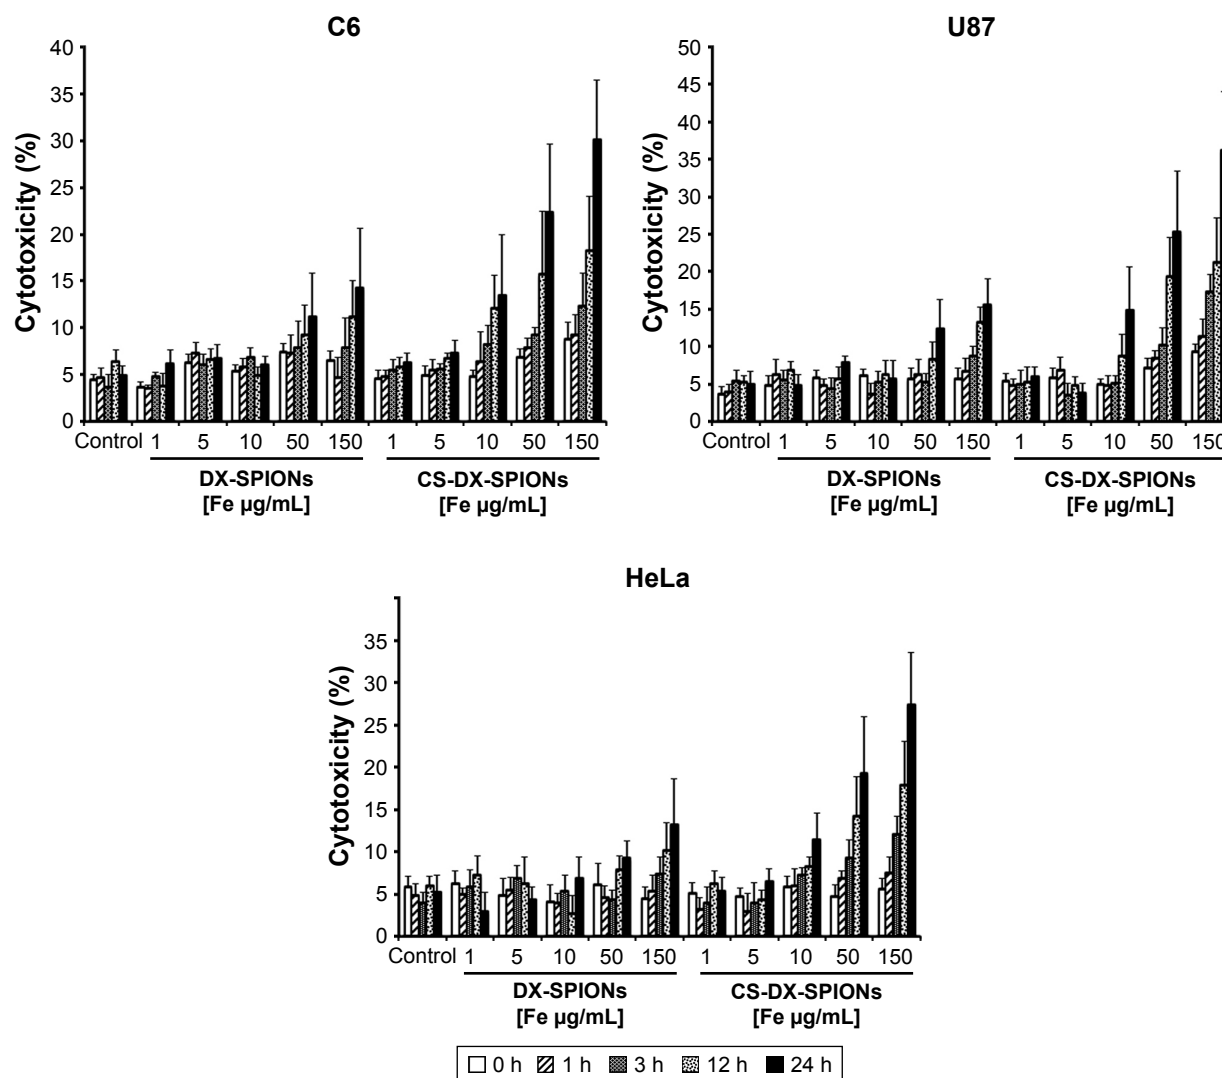 C6
40
35
30
25
20
15
10
5
0
Cytotoxicity (%)
Control 1 5 10 50 150 1 5 10 50 150
DX-SPIONs CS-DX-SPIONs
[Fe µg/mL] [Fe µg/mL]
U87
50
45
40
35
30
25
20
15
10
5
0
Cytotoxicity (%)
Control 1 5 10 50 150 1 5 10 50 150
DX-SPIONs CS-DX-SPIONs
[Fe µg/mL] [Fe µg/mL]
HeLa
35
30
25
20
15
10
5
0
Cytotoxicity (%)
Control 1 5 10 50 150 1 5 10 50 150
DX-SPIONs CS-DX-SPIONs
[Fe µg/mL] [Fe µg/mL]
0 h 1 h 3 h 12 h 24 h